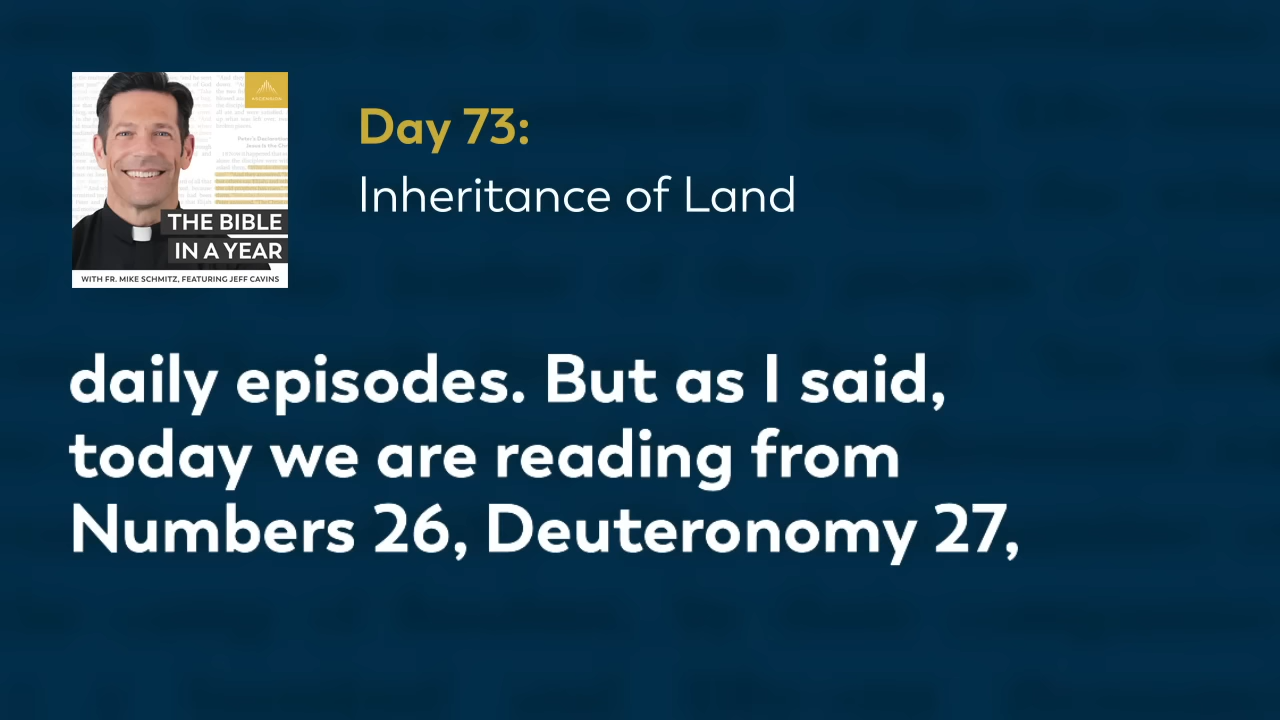 Day 73:
Inheritance of Land
ASCENSION
THE BIBLE
IN A YEAR
WITH FR. MIKE SCHMITZ, FEATURING JEFF CAVINS
daily episodes. But as I said,
today we are reading from
Numbers 26, Deuteronomy 27,